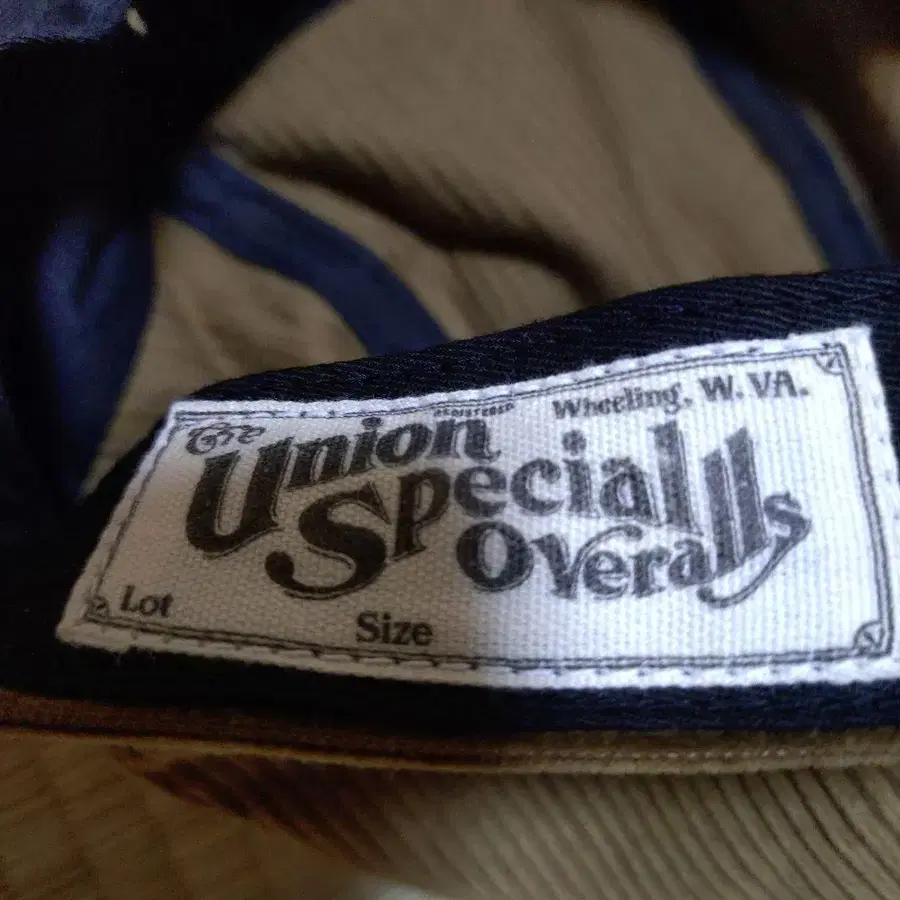 The
REGISTERED
Wheeling, W. VA.
Union
Special
Overalls
Lot
Size